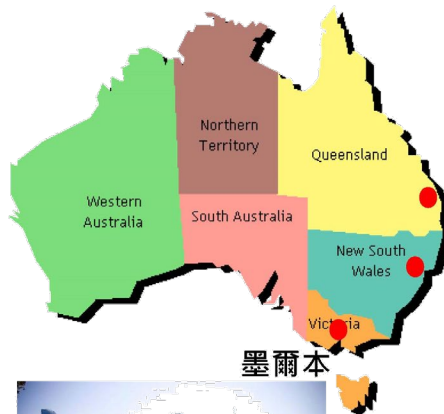 Northern
Territory
Queensland
Western
Australia
South Australia
New South
Wales
Victoria
墨爾本